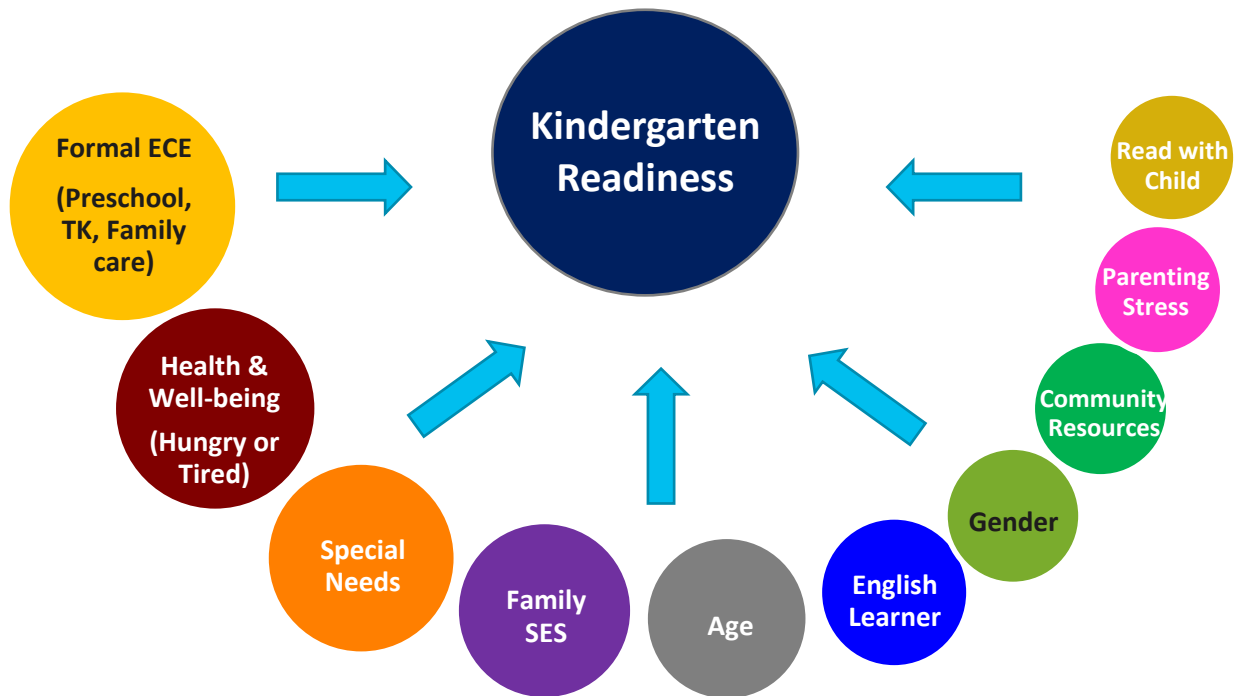 Kindergarten
Readiness
Formal ECE
(Preschool,
TK, Family
care)
Health &
Well-being
(Hungry or
Tired)
Special
Needs
Family
SES
Age
English
Learner
Gender
Community
Resources
Parenting
Stress
Read with
Child